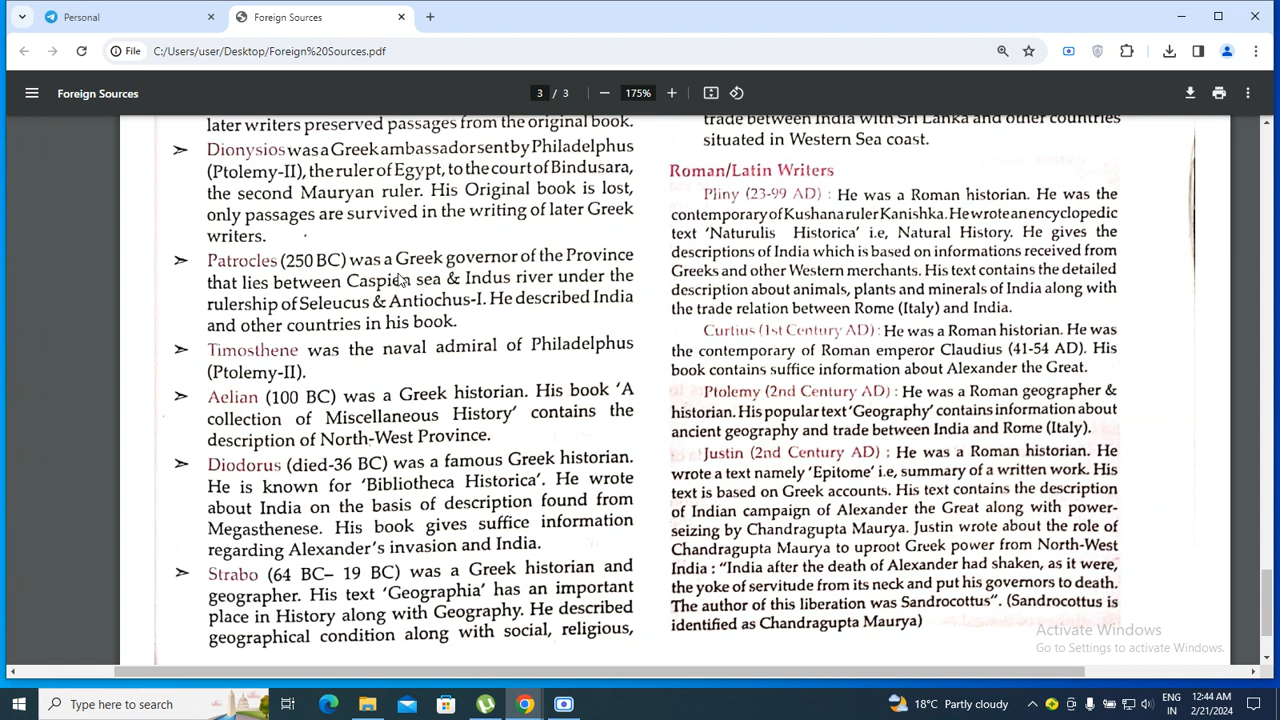 Personal
Foreign Sources
File
C:/Users/user/Desktop/Foreign%20Sources.pdf
Foreign Sources
3 / 3
175%
later writers preserved passages from the original book.
➤ Dionysios was a Greek ambassador sent by Philadelphus
(Ptolemy-II), the ruler of Egypt, to the court of Bindusara,
the second Mauryan ruler. His Original book is lost,
only passages are survived in the writing of later Greek
writers.
➤ Patrocles (250 BC) was a Greek governor of the Province
that lies between Caspien sea & Indus river under the
rulership of Seleucus & Antiochus-I. He described India
and other countries in his book.
➤ Timosthene was the naval admiral of Philadelphus
(Ptolemy-II).
➤ Aelian (100 BC) was a Greek historian. His book 'A
collection of Miscellaneous History' contains the
description of North-West Province.
➤ Diodorus (died-36 BC) was a famous Greek historian.
He is known for 'Bibliotheca Historica'. He wrote
about India on the basis of description found from
Megasthenese. His book gives suffice information
regarding Alexander's invasion and India.
➤ Strabo (64 BC– 19 BC) was a Greek historian and
geographer. His text 'Geographia' has an important
place in History along with Geography. He described
geographical condition along with social, religious,
trade between India with Sri Lanka and other countries
situated in Western Sea coast.
Roman/Latin Writers
Pliny (23-99 AD) : He was a Roman historian. He was the
contemporary of Kushana ruler Kanishka. He wrote an encyclopedic
text 'Naturulis Historica' i.e, Natural History. He gives the
descriptions of India which is based on informations received from
Greeks and other Western merchants. His text contains the detailed
description about animals, plants and minerals of India along with
the trade relation between Rome (Italy) and India.
Curtius (1st Century AD) : He was a Roman historian. He was
the contemporary of Roman emperor Claudius (41-54 AD). His
book contains suffice information about Alexander the Great.
Ptolemy (2nd Century AD) : He was a Roman geographer &
historian. His popular text 'Geography' contains information about
ancient geography and trade between India and Rome (Italy).
Justin (2nd Century AD) : He was a Roman historian. He
wrote a text namely 'Epitome' i.e, summary of a written work. His
text is based on Greek accounts. His text contains the description
of Indian campaign of Alexander the Great along with power-
seizing by Chandragupta Maurya. Justin wrote about the role of
Chandragupta Maurya to uproot Greek power from North-West
India : "India after the death of Alexander had shaken, as it were,
the yoke of servitude from its neck and put his governors to death.
The author of this liberation was Sandrocottus". (Sandrocottus is
identified as Chandragupta Maurya)
Activate Windows
Go to Settings to activate Windows.
Type here to search
18°C Partly cloudy
ENG
IN
12:44 AM
2/21/2024